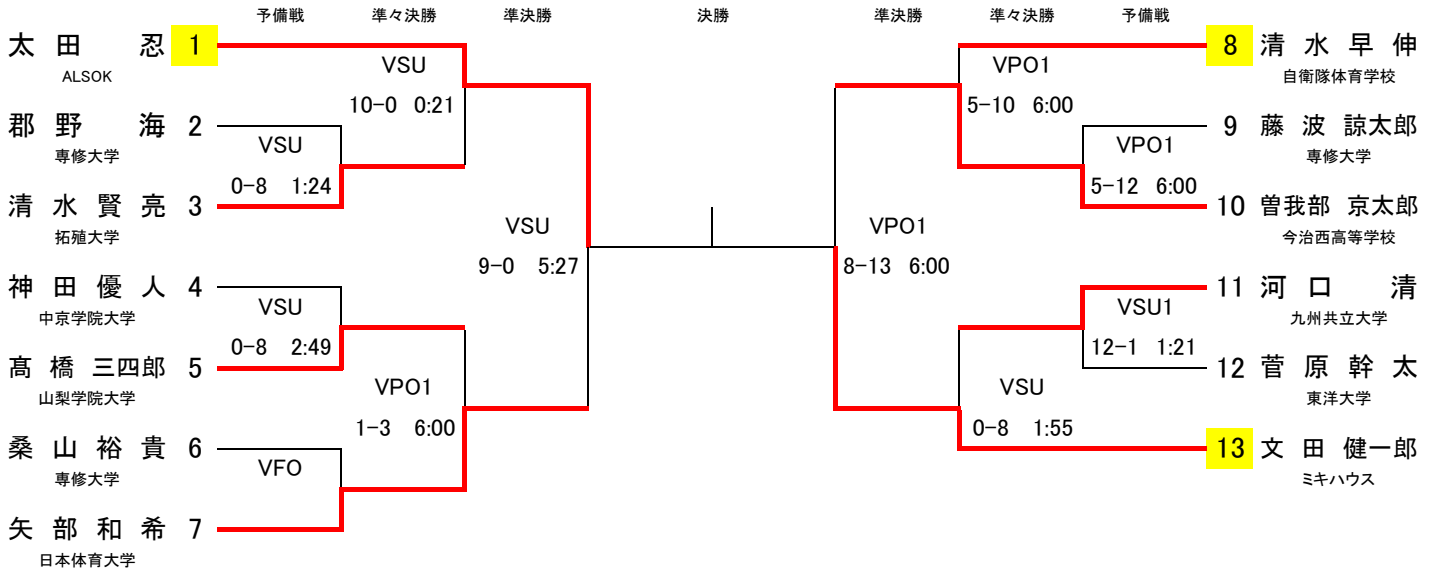 予備戦 準々決勝 準決勝 決勝 準決勝 準々決勝 予備戦
太田 忍 1
ALSOK
VSU
10-0 0:21
郡野 海 2
専修大学
VSU
0-8 1:24
清水賢亮 3
拓殖大学
VSU
9-0 5:27
神田優人 4
中京学院大学
VSU
0-8 2:49
髙橋 三四郎 5
山梨学院大学
VPO1
1-3 6:00
桑山裕貴 6
専修大学
VFO
矢部和希 7
日本体育大学
8 清水早伸
自衛隊体育学校
VPO1
5-10 6:00
9 藤波 諒太郎
専修大学
VPO1
5-12 6:00
10 曽我部 京太郎
今治西高等学校
VPO1
8-13 6:00
11 河口 清
九州共立大学
VSU1
12-1 1:21
12 菅原幹太
東洋大学
VSU
0-8 1:55
13 文田 健一郎
ミキハウス